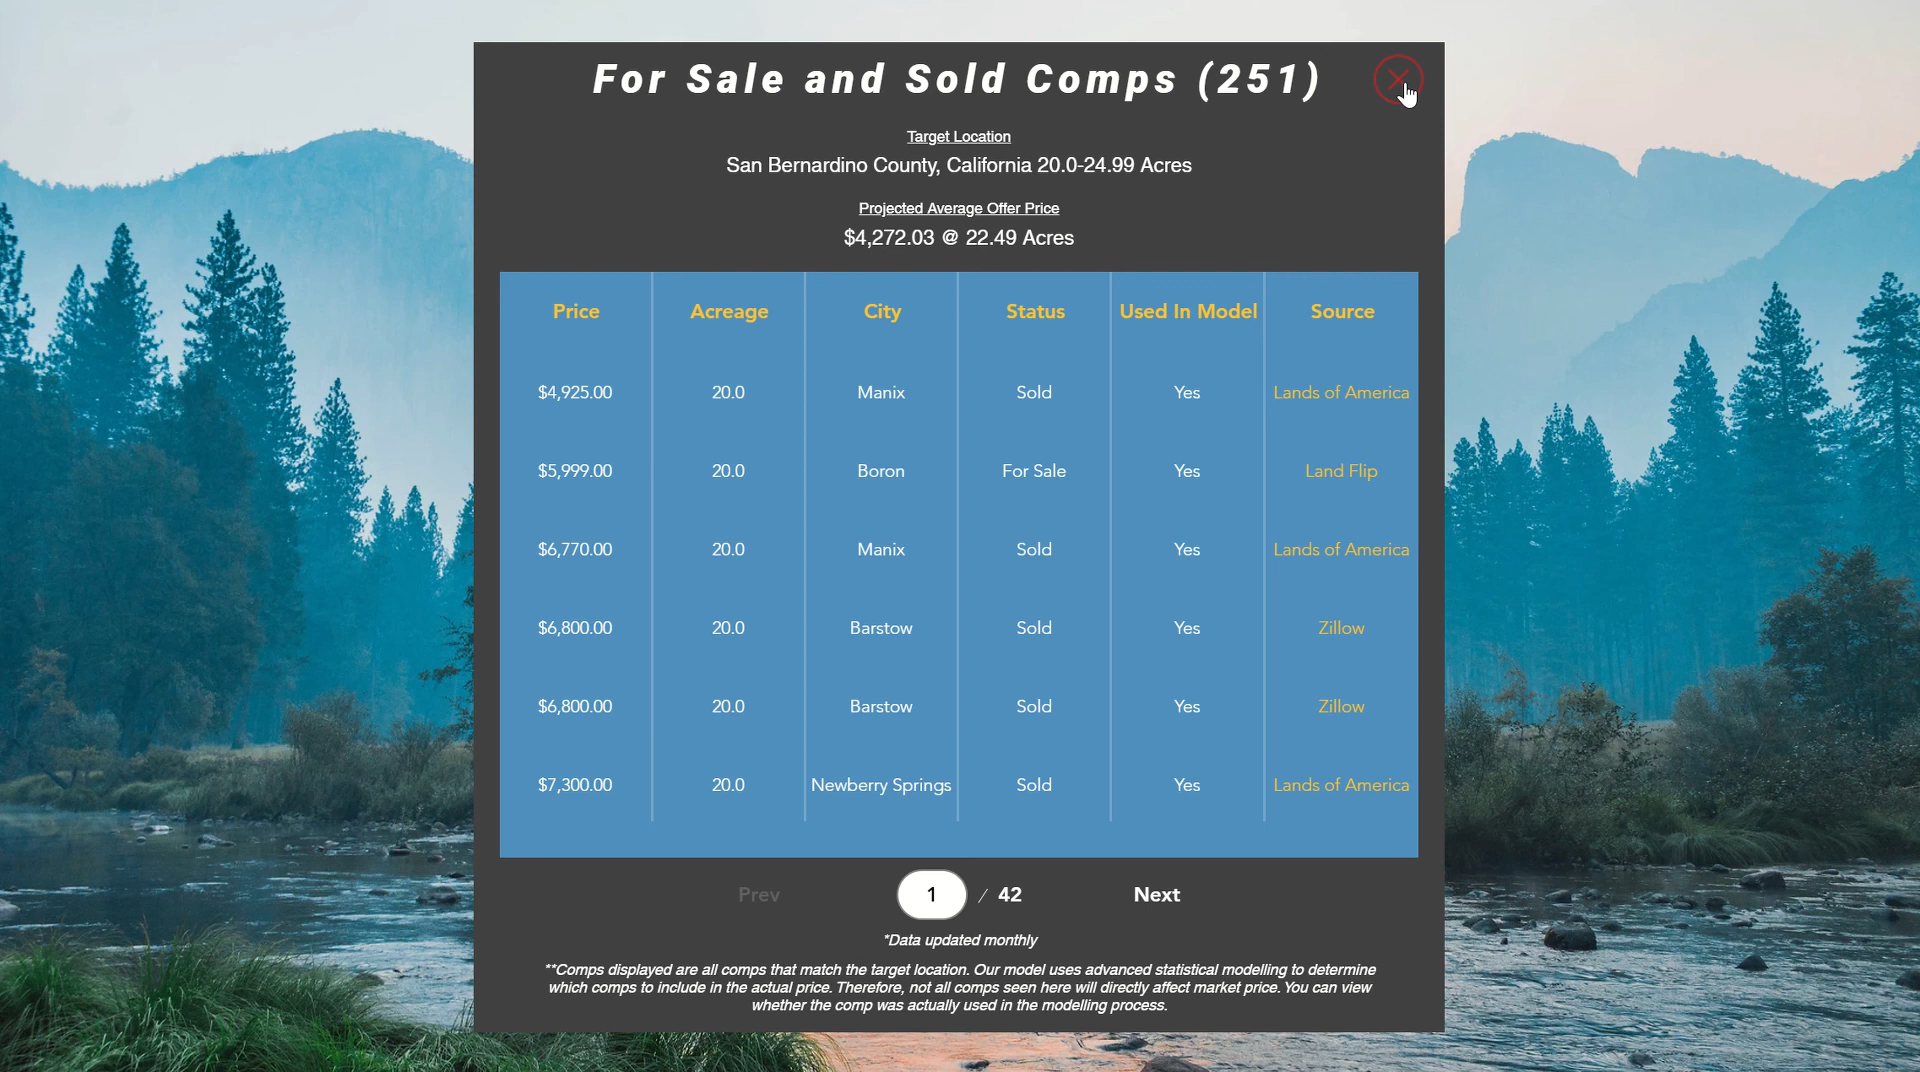 For Sale and Sold Comps (251)
Target Location
San Bernardino County, California 20.0-24.99 Acres
Projected Average Offer Price
$4,272.03 @ 22.49 Acres
Price Acreage City Status Used In Model Source
$4,925.00 20.0 Manix Sold Yes Lands of America
$5,999.00 20.0 Boron For Sale Yes Land Flip
$6,770.00 20.0 Manix Sold Yes Lands of America
$6,800.00 20.0 Barstow Sold Yes Zillow
$6,800.00 20.0 Barstow Sold Yes Zillow
$7,300.00 20.0 Newberry Springs Sold Yes Lands of America
Prev 1 / 42 Next
*Data updated monthly
**Comps displayed are all comps that match the target location. Our model uses advanced statistical modelling to determine
which comps to include in the actual price. Therefore, not all comps seen here will directly affect market price. You can view
whether the comp was actually used in the modelling process.